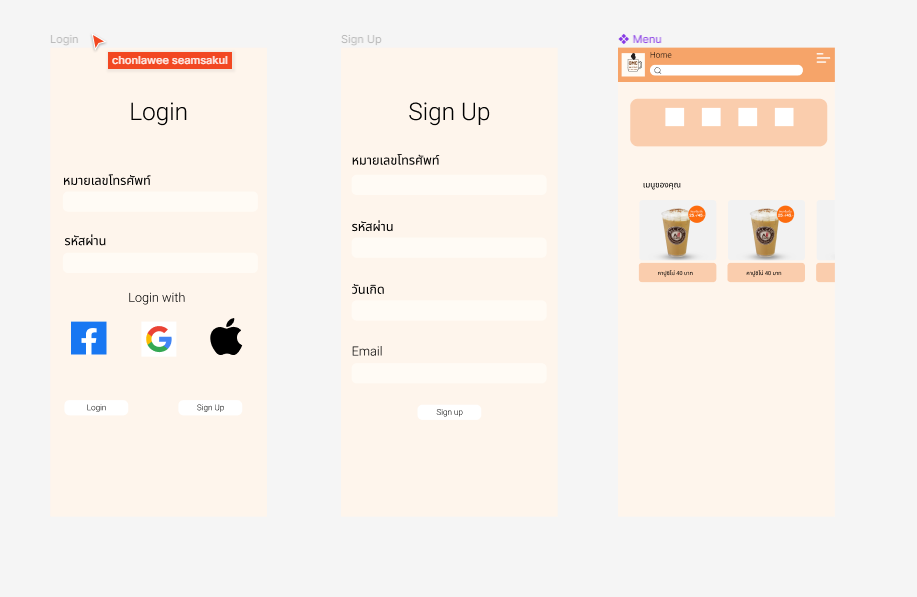 Login
chonlawee seamsakul
Login
หมายเลขโทรศัพท์
รหัสผ่าน
Login with
Login
Sign Up
Sign Up
Sign Up
หมายเลขโทรศัพท์
รหัสผ่าน
วันเกิด
Email
Sign up
Menu
Home
เมนูของคุณ
คาปูชิโน่ 40 บาท
คาปูชิโน่ 40 บาท